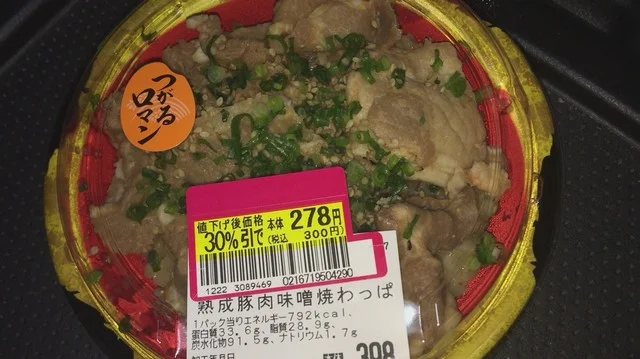 つがる
ロマン
値下げ後価格 本体 278円
30%引で (税込 300円)
1222 3089469 0216719504290
7
熟成豚肉味噌焼わっぱ
1パック当りエネルギー792kcal、
蛋白質33.6g、脂質28.9g、
炭水化物91.5g、ナトリウム1.7g
398